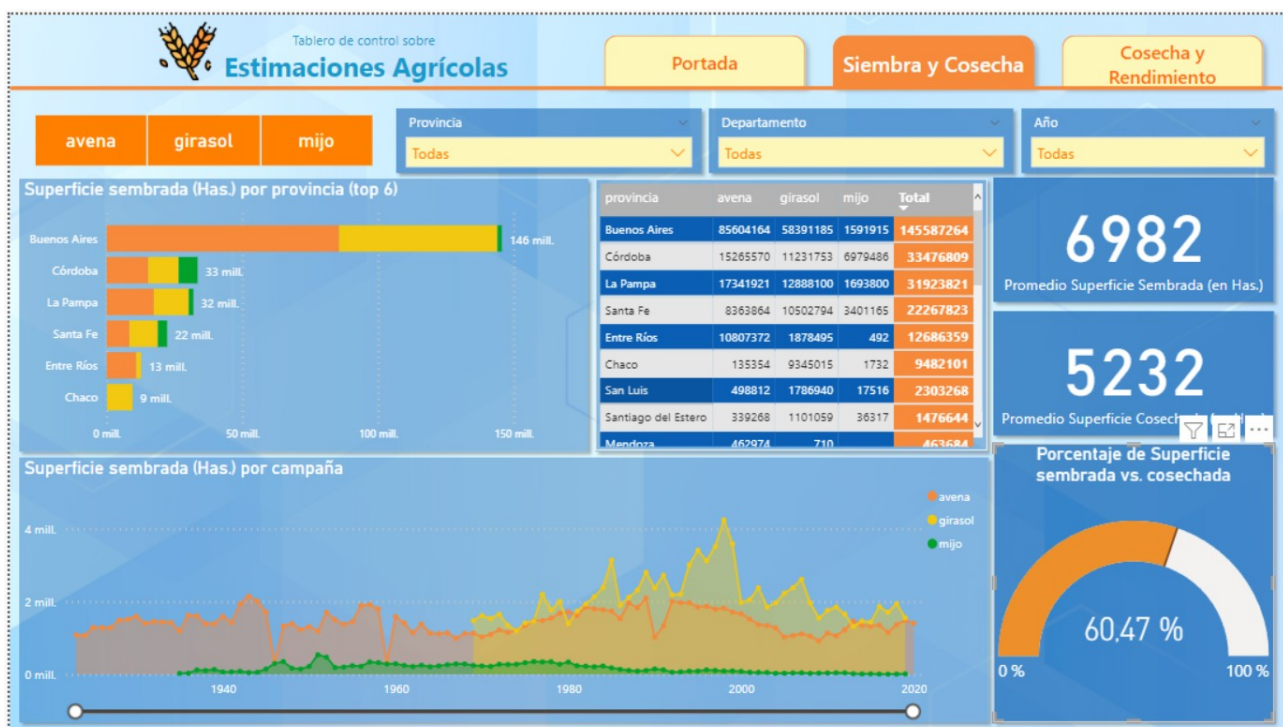 Tablero de control sobre
Estimaciones Agrícolas
Portada
Siembra y Cosecha
Cosecha y
Rendimiento
avena
girasol
mijo
Provincia
Todas
Departamento
Todas
Año
Todas
Superficie sembrada (Has.) por provincia (top 6)
Buenos Aires
146 mill.
Córdoba
33 mill.
La Pampa
32 mill.
Santa Fe
22 mill.
Entre Ríos
13 mill.
Chaco
9 mill.
0 mill. 50 mill. 100 mill. 150 mill.
provincia avena girasol mijo Total
Buenos Aires 85604164 58391185 1591915 145587264
Córdoba 15265570 11231753 6979486 33476809
La Pampa 17341921 12888100 1693800 31923821
Santa Fe 8363864 10502794 3401165 22267823
Entre Ríos 10807372 1878495 492 12686359
Chaco 135354 9345015 1732 9482101
San Luis 498812 1786940 17516 2303268
Santiago del Estero 339268 1101059 36317 1476644
Mendoza 462974 710 463684
6982
Promedio Superficie Sembrada (en Has.)
5232
Promedio Superficie
Superficie sembrada (Has.) por campaña
avena
girasol
mijo
4 mill.
2 mill.
0 mill.
1940 1960 1980 2000 2020
Porcentaje de Superficie
sembrada vs. cosechada
60,47 %
0 %
100 %